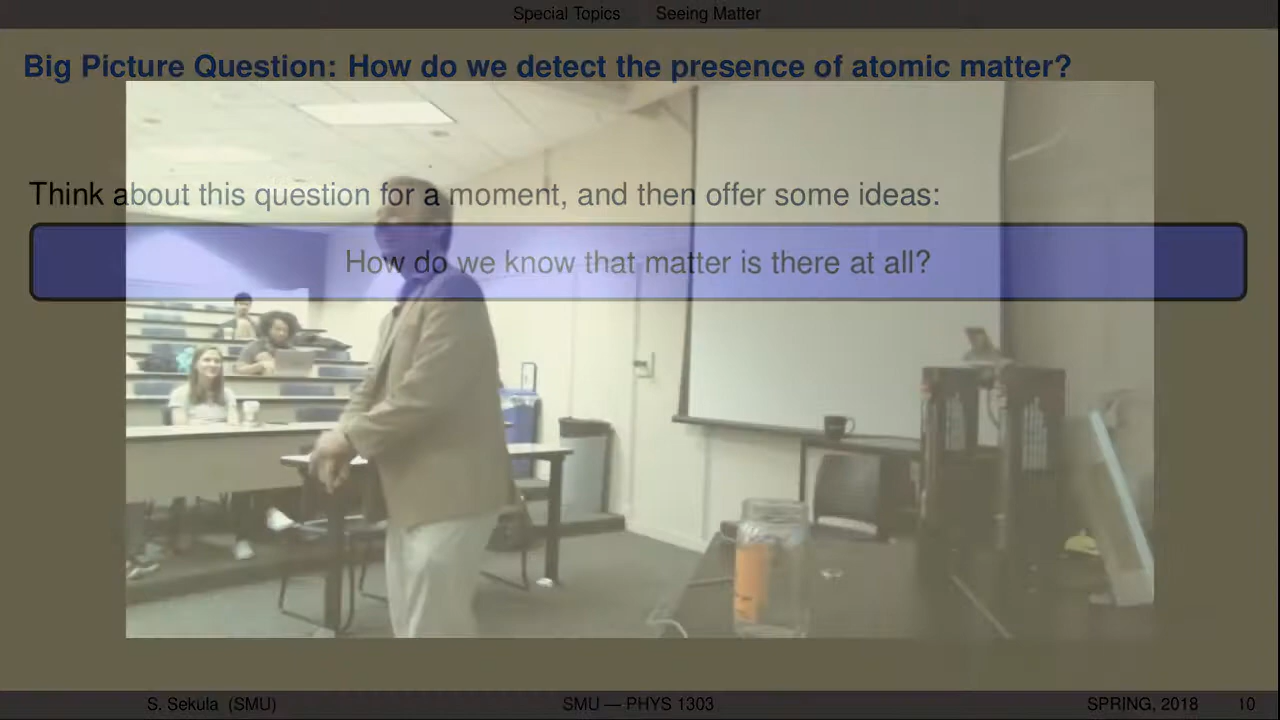 Special Topics Seeing Matter
Big Picture Question: How do we detect the presence of atomic matter?
Think about this question for a moment, and then offer some ideas:
How do we know that matter is there at all?
S. Sekula (SMU) SMU — PHYS 1303 SPRING, 2018 10